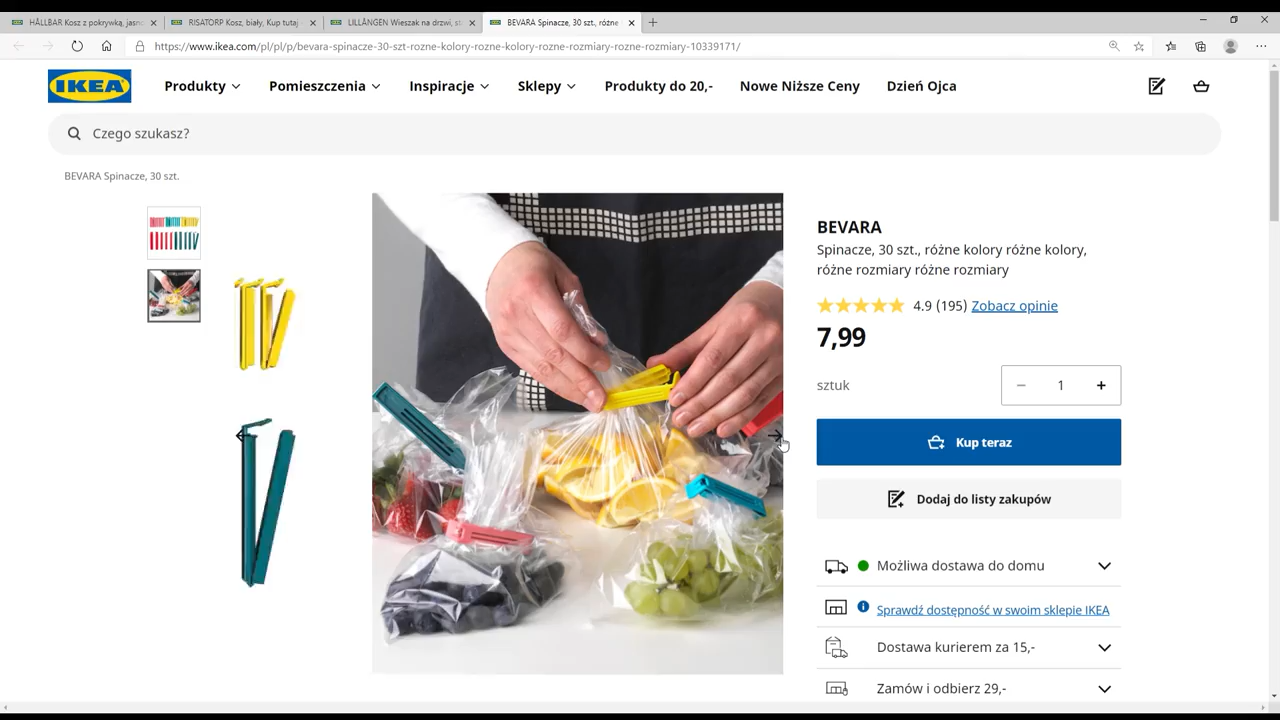 HÅLLBAR Kosz z pokrywką, jasno
RISATORP Kosz, biały, Kup tutaj
LILLÅNGEN Wieszak na drzwi, st
BEVARA Spinacze, 30 szt., różne
https://www.ikea.com/pl/pl/p/bevara-spinacze-30-szt-rozne-kolory-rozne-kolory-rozne-rozmiary-rozne-rozmiary-10339171/
IKEA
Produkty
Pomieszczenia
Inspiracje
Sklepy
Produkty do 20,-
Nowe Niższe Ceny
Dzień Ojca
Czego szukasz?
BEVARA Spinacze, 30 szt.
BEVARA
Spinacze, 30 szt., różne kolory różne kolory,
różne rozmiary różne rozmiary
4.9 (195) Zobacz opinie
7,99
sztuk
1
Kup teraz
Dodaj do listy zakupów
Możliwa dostawa do domu
Sprawdź dostępność w swoim sklepie IKEA
Dostawa kurierem za 15,-
Zamów i odbierz 29,-